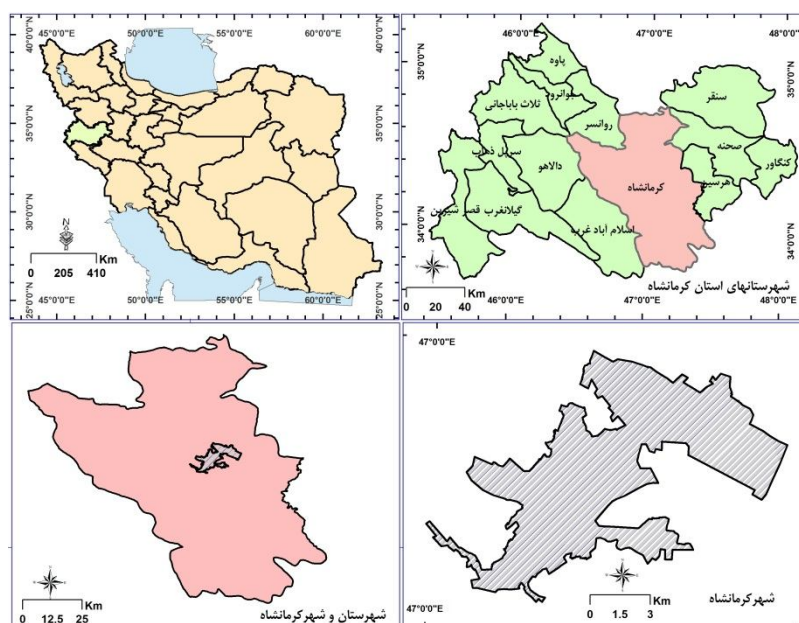 45°0'0"E 50°0'0"E 55°0'0"E 60°0'0"E
40°0'0"N
35°0'0"N
30°0'0"N
25°0'0"N
40°0'0"N
35°0'0"N
30°0'0"N
25°0'0"N
N
Km
0 205 410
45°0'0"E 50°0'0"E 55°0'0"E 60°0'0"E
46°0'0"E 47°0'0"E 48°0'0"E
35°0'0"N
34°0'0"N
35°0'0"N
34°0'0"N
پاوه
جوانرود
ثلاث باباجانی
روانسر
سنقر
صحنه
کنگاور
هرسین
سرپل ذهاب
دالاهو
کرمانشاه
گیلانغرب
قصر شیرین
اسلام آباد غرب
46°0'0"E 47°0'0"E 48°0'0"E
Km
0 20 40
شهرستانهای استان کرمانشاه
Km
0 12.5 25
شهرستان و شهرکرمانشاه
47°0'0"E
47°0'0"E
Km
0 1.5 3
شهرکرمانشاه